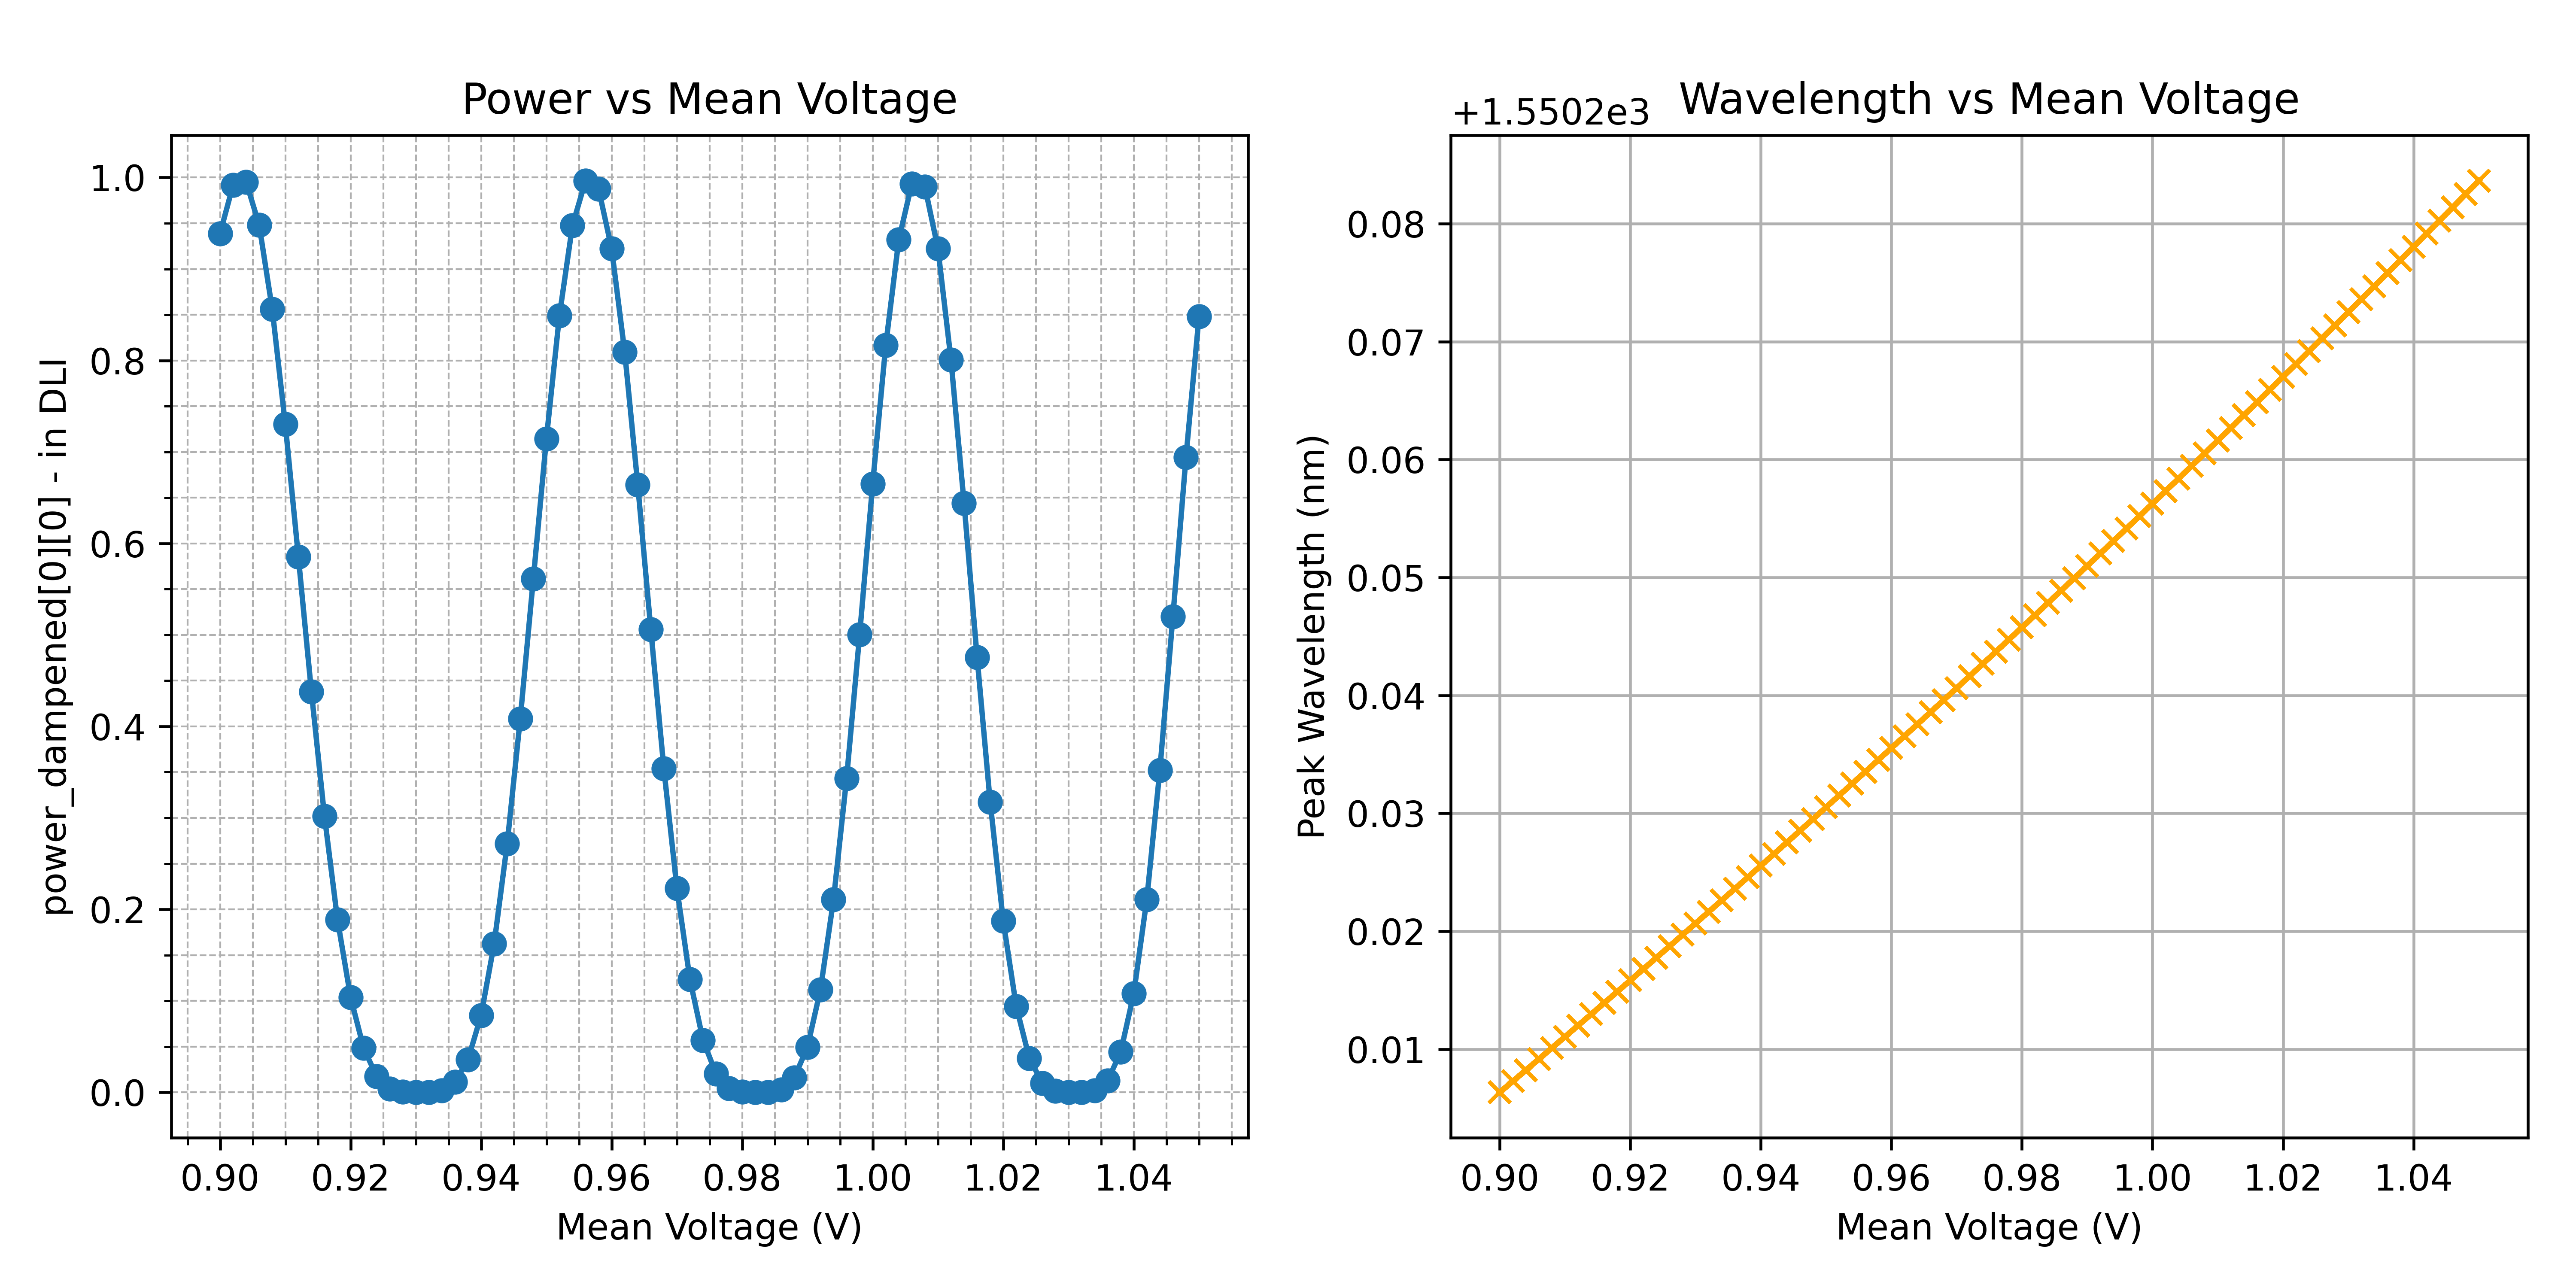 Power vs Mean Voltage
power_dampened[0][0] - in DLI
1.0
0.8
0.6
0.4
0.2
0.0
0.90 0.92 0.94 0.96 0.98 1.00 1.02 1.04
Mean Voltage (V)
Wavelength vs Mean Voltage
+1.5502e3
Peak Wavelength (nm)
0.08
0.07
0.06
0.05
0.04
0.03
0.02
0.01
0.90 0.92 0.94 0.96 0.98 1.00 1.02 1.04
Mean Voltage (V)